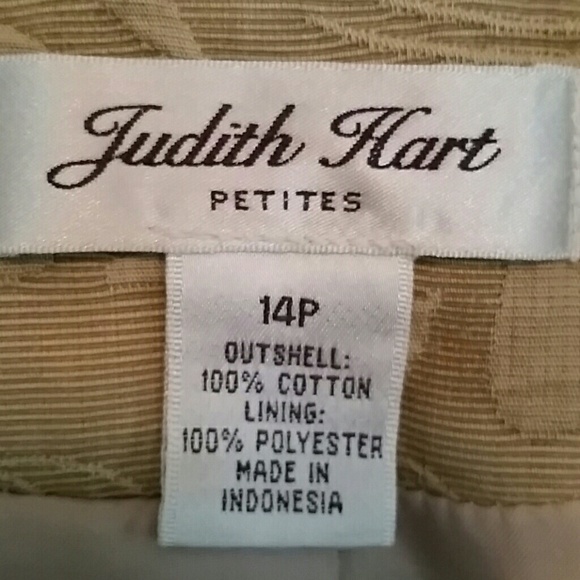 Judith Hart
PETITES
14P
OUTSHELL:
100% COTTON
LINING:
100% POLYESTER
MADE IN
INDONESIA